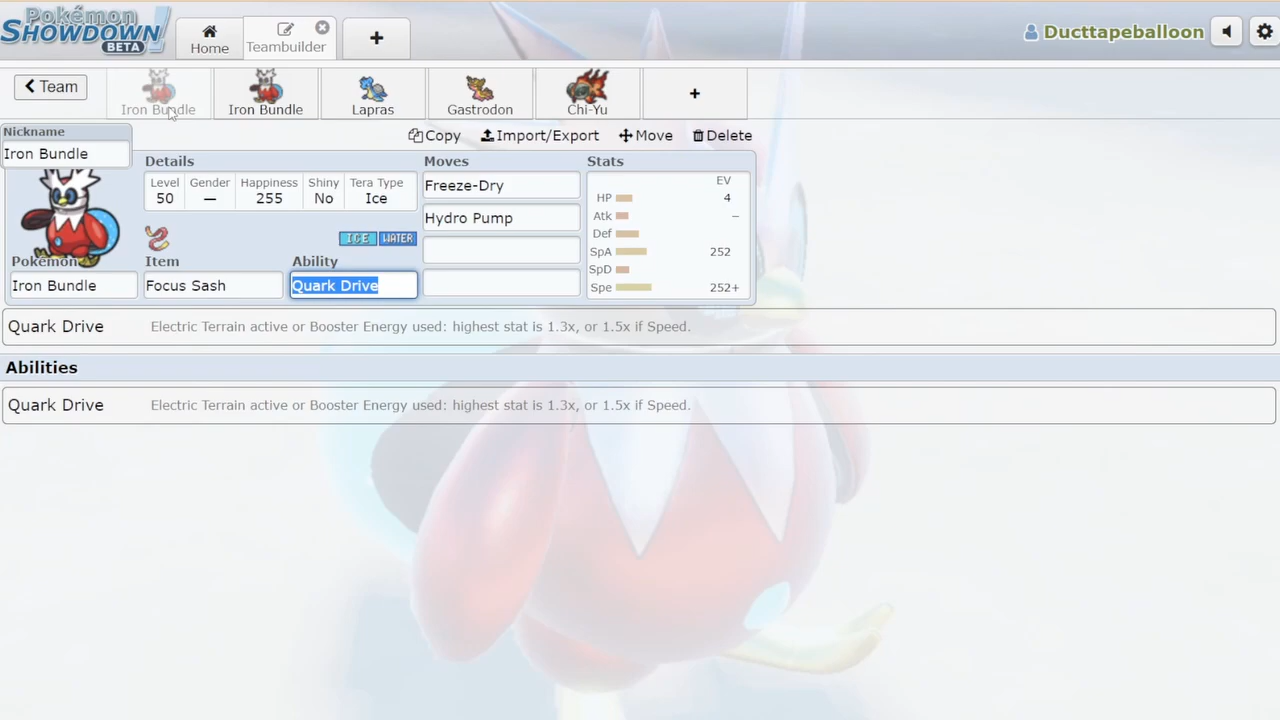 Pokémon
SHOWDOWN!
BETA
Home
Teambuilder
+
Ducttapeballoon
Team
Iron Bundle
Iron Bundle
Lapras
Gastrodon
Chi-Yu
+
Copy
Import/Export
Move
Delete
Nickname
Iron Bundle
Details
Level
50
Gender
—
Happiness
255
Shiny
No
Tera Type
Ice
ICE WATER
Pokémon
Iron Bundle
Item
Focus Sash
Ability
Quark Drive
Moves
Freeze-Dry
Hydro Pump
Stats
EV
HP 4
Atk –
Def
SpA 252
SpD
Spe 252+
Quark Drive Electric Terrain active or Booster Energy used: highest stat is 1.3x, or 1.5x if Speed.
Abilities
Quark Drive Electric Terrain active or Booster Energy used: highest stat is 1.3x, or 1.5x if Speed.